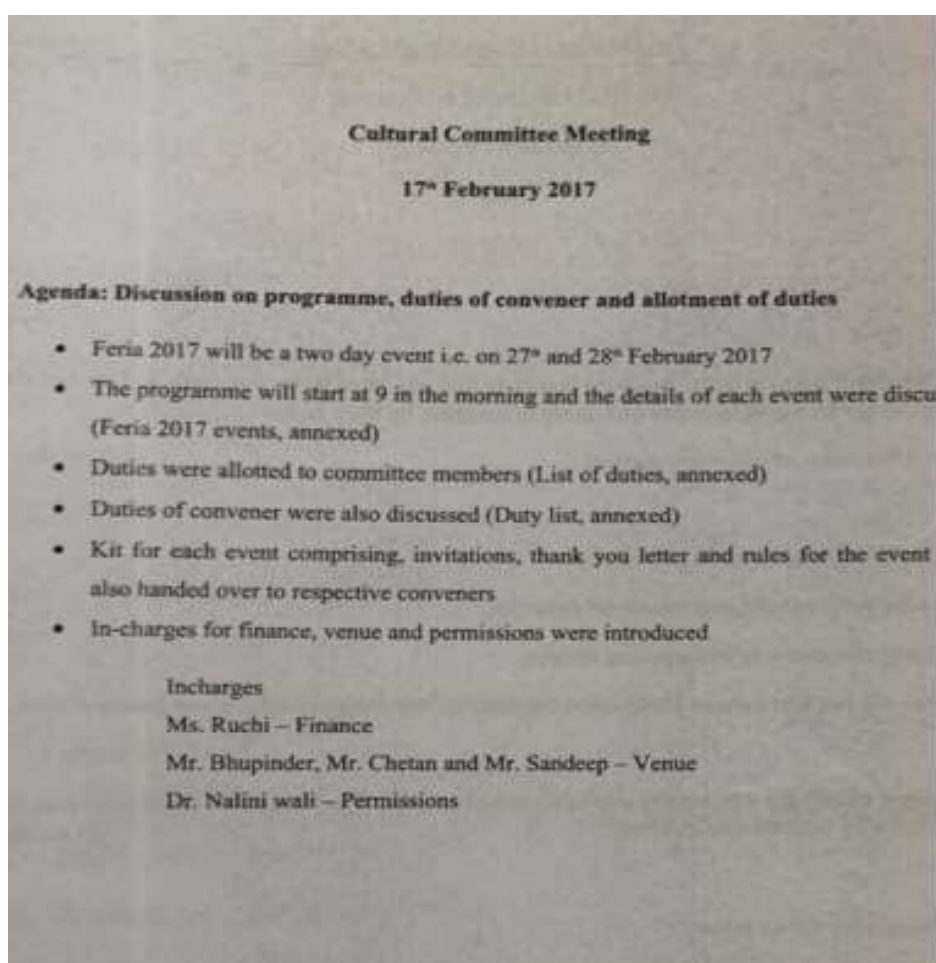 Cultural Committee Meeting
17th February 2017
Agenda: Discussion on programme, duties of convener and allotment of duties
• Feria 2017 will be a two day event i.e. on 27th and 28th February 2017
• The programme will start at 9 in the morning and the details of each event were discu
(Feria 2017 events, annexed)
• Duties were allotted to committee members (List of duties, annexed)
• Duties of convener were also discussed (Duty list, annexed)
• Kit for each event comprising, invitations, thank you letter and rules for the event
also handed over to respective conveners
• In-charges for finance, venue and permissions were introduced
Incharges
Ms. Ruchi – Finance
Mr. Bhupinder, Mr. Chetan and Mr. Sandeep – Venue
Dr. Nalini wali – Permissions